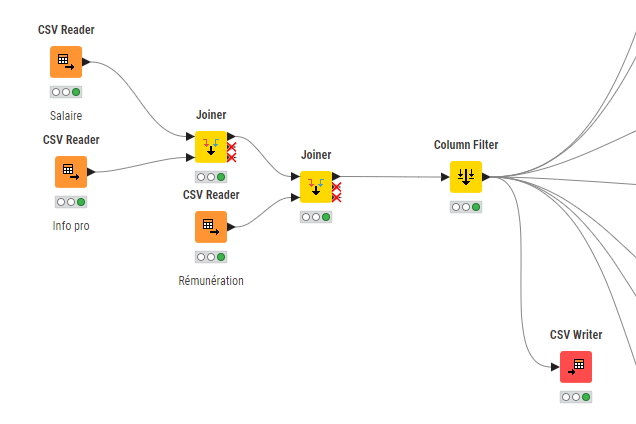 CSV Reader
Salaire
CSV Reader
Info pro
Joiner
CSV Reader
Rémunération
Joiner
Column Filter
CSV Writer